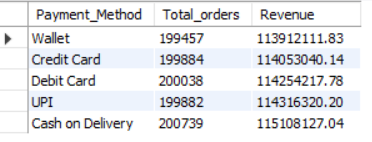 Payment_Method Total_orders Revenue
Wallet 199457 113912111.83
Credit Card 199884 114053040.14
Debit Card 200038 114254217.78
UPI 199882 114316320.20
Cash on Delivery 200739 115108127.04